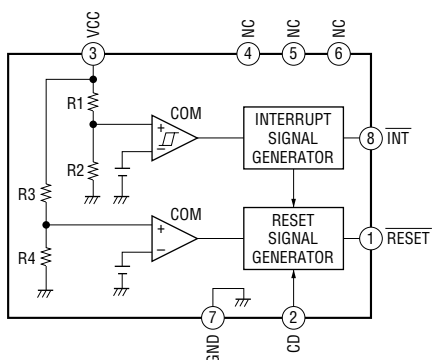 VCC
NC
NC
NC
3
4
5
6
R1
COM
+
−
R2
INTERRUPT
SIGNAL
GENERATOR
8
INT
R3
COM
+
−
R4
RESET
SIGNAL
GENERATOR
1
RESET
7
2
GND
CD